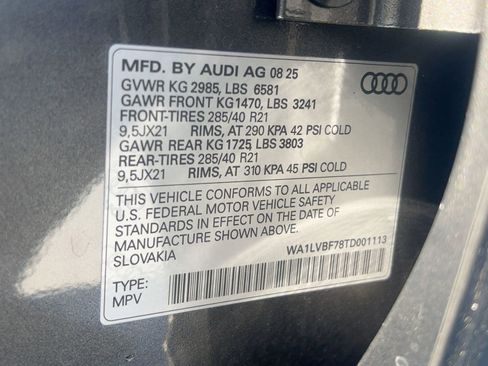 MFD. BY AUDI AG 08 25
GVWR KG 2985, LBS 6581
GAWR FRONT KG1470, LBS 3241
FRONT-TIRES 285/40 R21
9,5JX21 RIMS, AT 290 KPA 42 PSI COLD
GAWR REAR KG 1725, LBS 3803
REAR-TIRES 285/40 R21
9,5JX21 RIMS, AT 310 KPA 45 PSI COLD
THIS VEHICLE CONFORMS TO ALL APPLICABLE
U.S. FEDERAL MOTOR VEHICLE SAFETY
STANDARDS IN EFFECT ON THE DATE OF
MANUFACTURE SHOWN ABOVE.
SLOVAKIA
WA1LVBF78TD001113
TYPE:
MPV